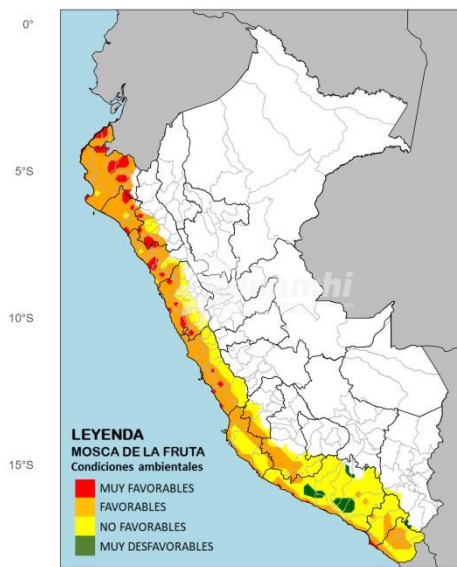 0°
5°S
10°S
15°S
LEYENDA
MOSCA DE LA FRUTA
Condiciones ambientales
MUY FAVORABLES
FAVORABLES
NO FAVORABLES
MUY DESFAVORABLES